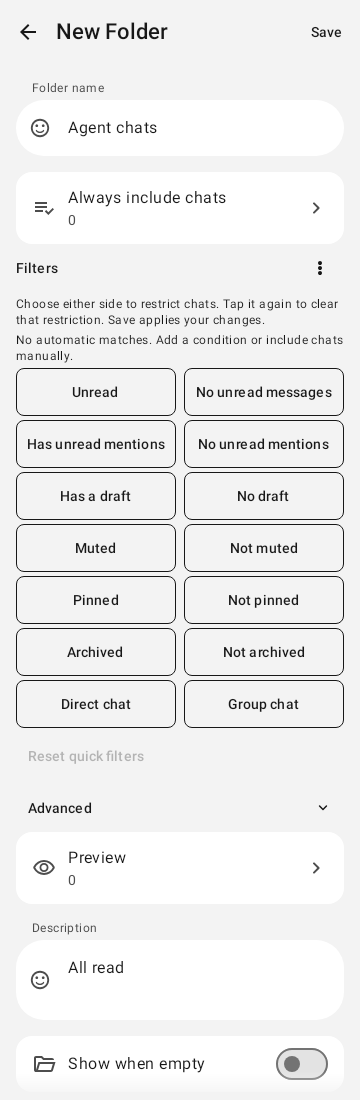 New Folder
Save
Folder name
Agent chats
Always include chats
0
Filters
Choose either side to restrict chats. Tap it again to clear
that restriction. Save applies your changes.
No automatic matches. Add a condition or include chats
manually.
Unread
No unread messages
Has unread mentions
No unread mentions
Has a draft
No draft
Muted
Not muted
Pinned
Not pinned
Archived
Not archived
Direct chat
Group chat
Reset quick filters
Advanced
Preview
0
Description
All read
Show when empty